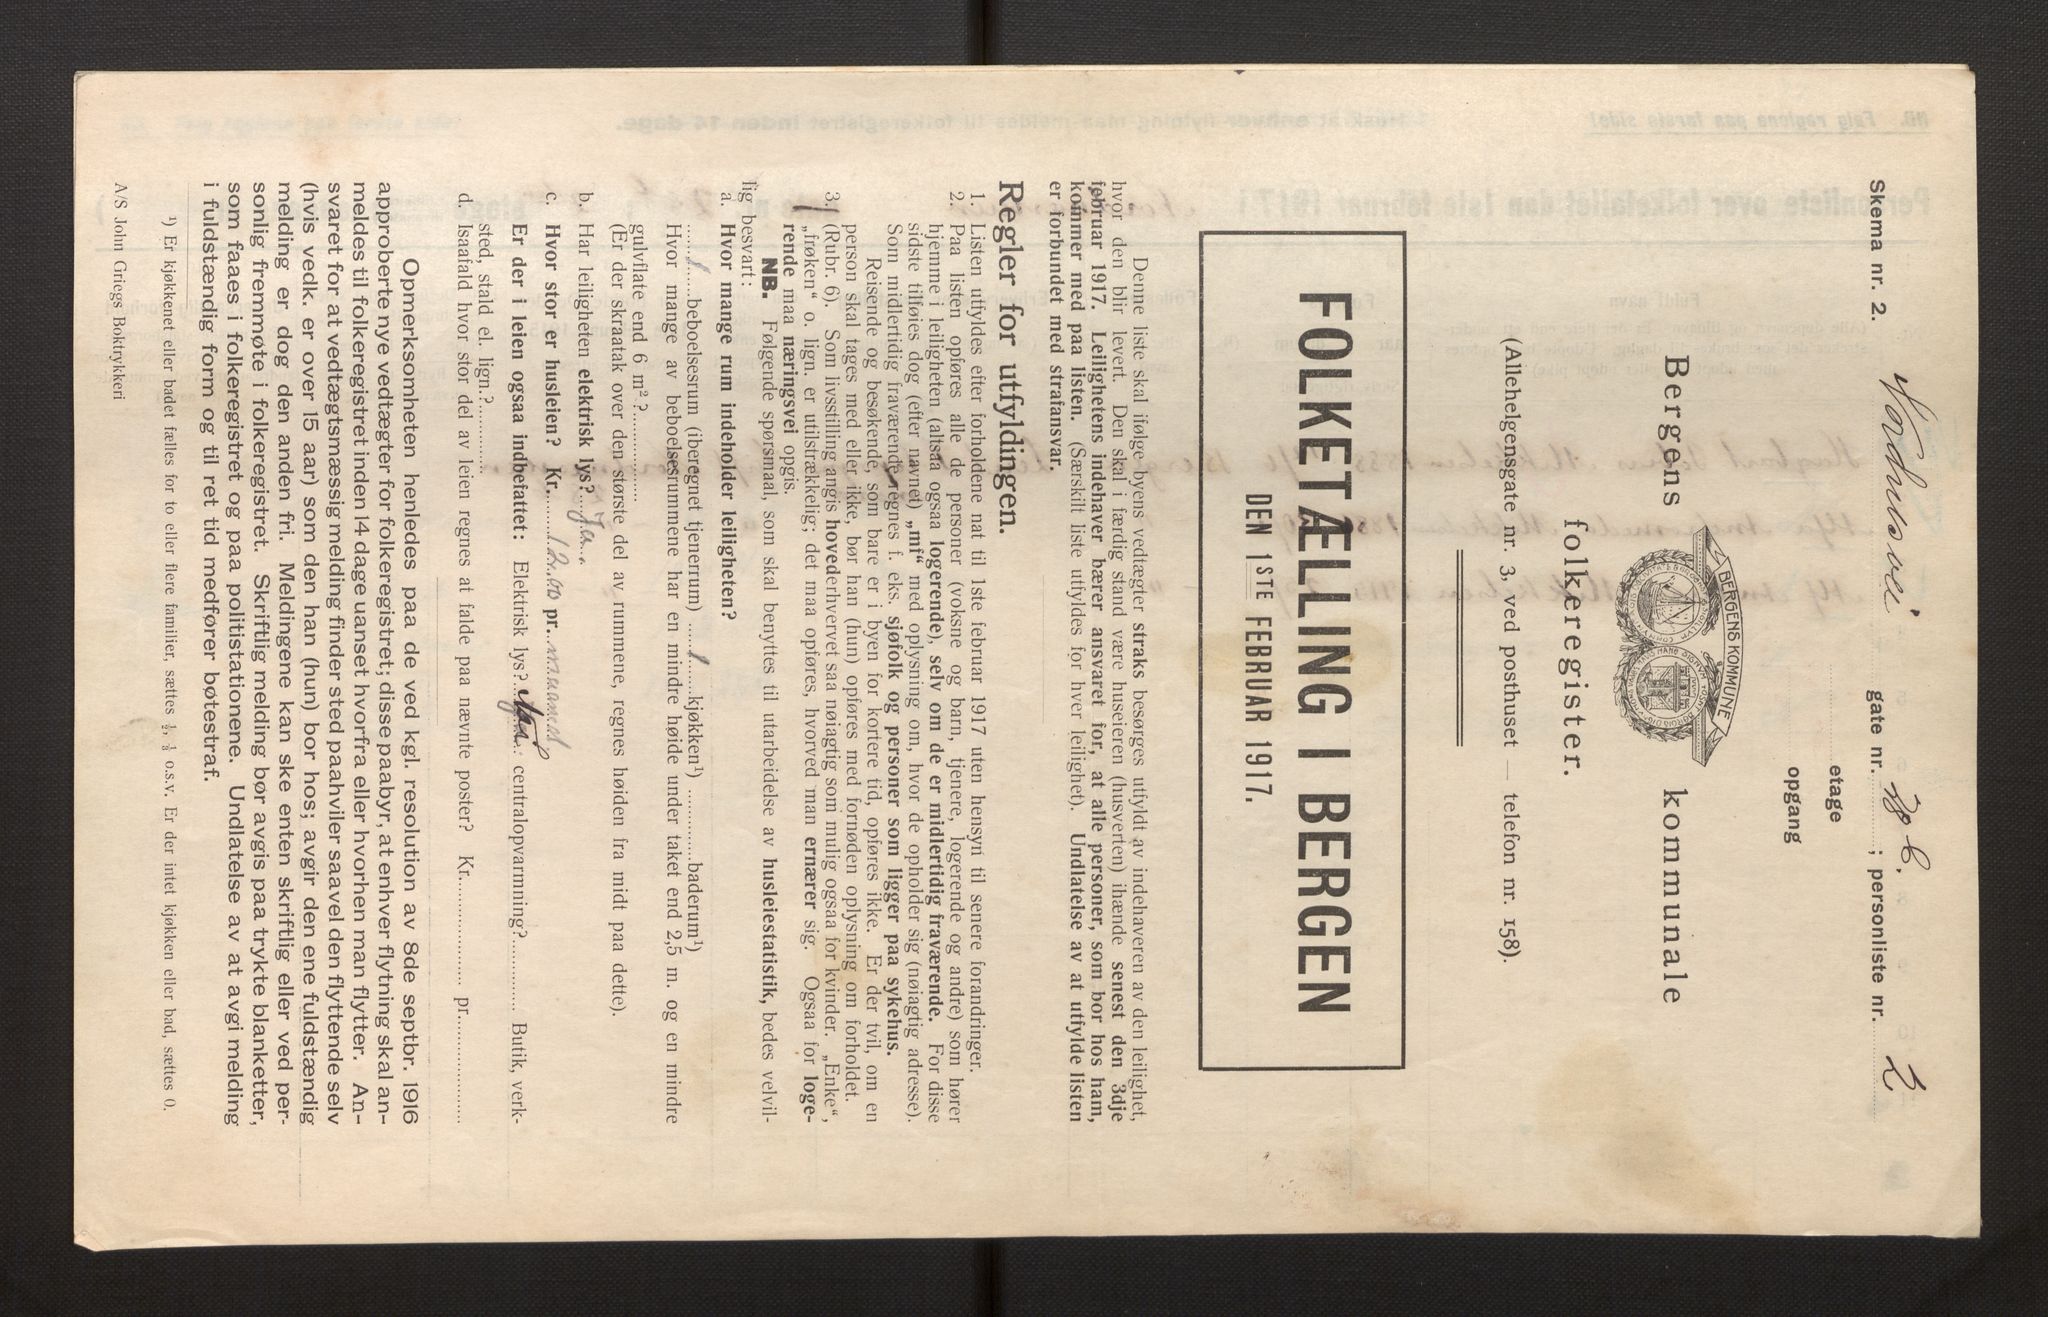 Skema nr. 2.
Nordnesvei gate nr. 28 C. ; personliste nr. 2
etage
opgang
Bergens kommunale
BERGENS KOMMUNE
folkeregister.
(Allehelgensgate nr. 3, ved posthuset — telefon nr. 158).
FOLKETÆLLING I BERGEN
DEN 1STE FEBRUAR 1917.
Denne liste skal ifølge byens vedtægter straks besørges utfyldt av indehaveren av den leilighet,
hvor den blir levert. Den skal i færdig stand være huseieren (husverten) ihænde senest den 3dje
februar 1917. Leilighetens indehaver bærer ansvaret for, at alle personer, som bor hos ham,
kommer med paa listen. (Særskilt liste utfyldes for hver leilighet). Undlatelse av at utfylde listen
er forbundet med strafansvar.
Regler for utfyldingen.
1. Listen utfyldes efter forholdene nat til 1ste februar 1917 uten hensyn til senere forandringer.
2. Paa listen opføres alle de personer (voksne og barn, tjenere, logerende og andre) som hører
hjemme i leiligheten (altsaa ogsaa logerende), selv om de er midlertidig fraværende. For disse
sidste tilføies dog (efter navnet) „mf“ med oplysning om, hvor de opholder sig (nøiagtig adresse).
Som midlertidig fraværende regnes f. eks. sjøfolk og personer som ligger paa sykehus.
Reisende og besøkende, som bare er i byen for kortere tid, opføres ikke. Er der tvil, om en
person skal tages med eller ikke, bør han (hun) opføres med fornøden oplysning om forholdet.
3. (Rubr. 6) Som livsstilling angis hovederhvervet saa nøiagtig som mulig ogsaa for kvinder. „Enke“,
„frøken“ o. lign. er utilstrækkelig; det maa opføres, hvorved man ernærer sig. Ogsaa for loge-
rende maa næringsvei opgis.
NB. Følgende spørsmaal, som skal benyttes til utarbeidelse av husleiestatistik, bedes velvil-
lig besvart:
a. Hvor mange rum indeholder leiligheten?
1 beboelsesrum (iberegnet tjenerrum) 1 kjøkken¹) baderum¹)
Hvor mange av beboelsesrummene har en mindre høide under taket end 2,5 m. og en mindre
gulvflate end 6 m²?
(Er der skraatak over den største del av rummene, regnes høiden fra midt paa dette).
b. Har leiligheten elektrisk lys? Ja.
c. Hvor stor er husleien? Kr. 12.00 pr. maaned
Er der i leien ogsaa indbefattet: Elektrisk lys? centralopvarmning? Butik, verk-
sted, stald el. lign.?
d. Isaafald hvor stor del av leien regnes at falde paa nævnte poster? Kr. pr.
Opmerksomheten henledes paa de ved kgl. resolution av 8de septbr. 1916
approberte nye vedtægter for folkeregistret; disse paabyr, at enhver flytning skal an-
meldes til folkeregistret inden 14 dage uanset hvorfra eller hvorhen man flytter. An-
svaret for at vedtægtsmæssig melding finder sted paahviler saavel den flyttende selv
(hvis vedk. er over 15 aar) som den han (hun) bor hos; avgir den ene fuldstændig
melding er dog den anden fri. Meldingene kan ske enten skriftlig eller ved per-
sonlig fremmøte i folkeregistret. Skriftlig melding bør avgis paa trykte blanketter,
som faaes i folkeregistret og paa politistationene. Undlatelse av at avgi melding
i fuldstændig form og til ret tid medfører bøtestraf.
¹) Er kjøkkenet eller badet fælles for to eller flere familier, sættes ½, ⅓ o.s.v. Er der intet kjøkken eller bad, sættes 0.
A/S John Griegs Boktrykkeri